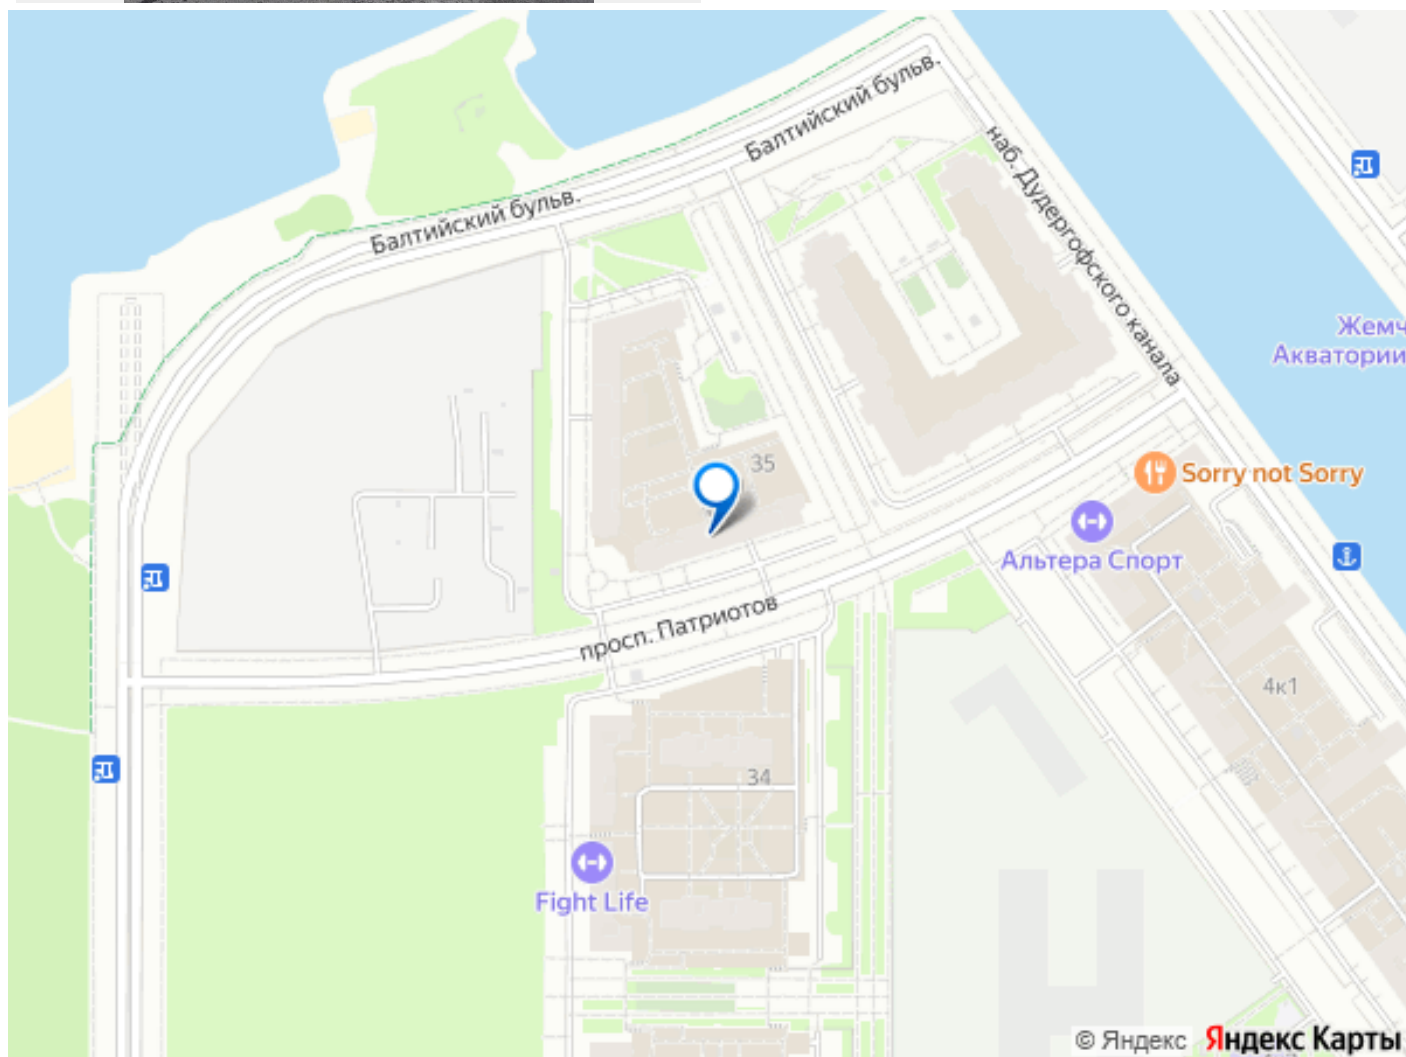 Балтийский бульв.
Балтийский бульв.
наб. Дудергофского канала
Жемч
Акватории
35
Sorry not Sorry
Альтера Спорт
просп. Патриотов
4к1
34
Fight Life
© Яндекс Яндекс Карты